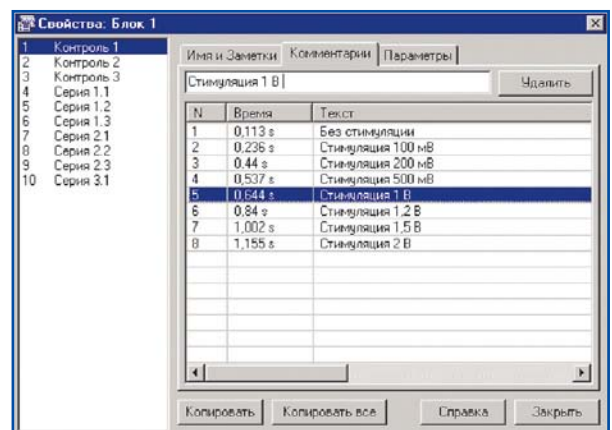 Свойства: Блок 1
1 Контроль 1
2 Контроль 2
3 Контроль 3
4 Серия 1.1
5 Серия 1.2
6 Серия 1.3
7 Серия 2.1
8 Серия 2.2
9 Серия 2.3
10 Серия 3.1
Имя и Заметки Комментарии Параметры
Стимуляция 1 В
Удалить
N Время Текст
1 0,113 s Без стимуляции
2 0,236 s Стимуляция 100 мВ
3 0,44 s Стимуляция 200 мВ
4 0,537 s Стимуляция 500 мВ
5 0,644 s Стимуляция 1 В
6 0,84 s Стимуляция 1,2 В
7 1,002 s Стимуляция 1,5 В
8 1,155 s Стимуляция 2 В
Копировать Копировать все Справка Закрыть